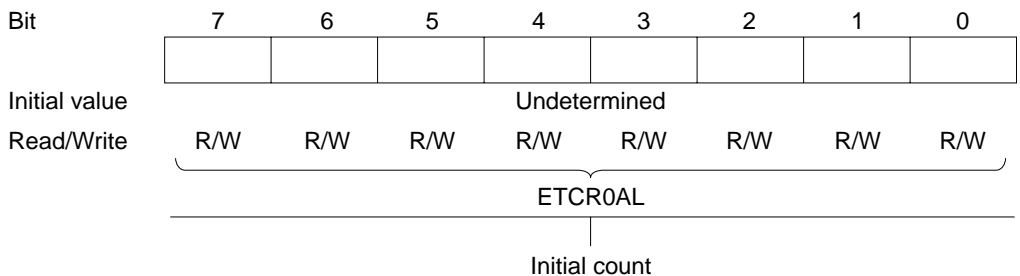 Bit 7 6 5 4 3 2 1 0
Initial value Undetermined
Read/Write R/W R/W R/W R/W R/W R/W R/W R/W
ETCR0AL
Initial count